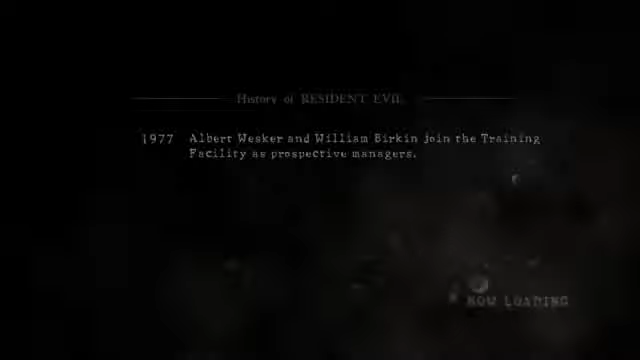 History of RESIDENT EVIL
1977 Albert Wesker and William Birkin join the Training
Facility as prospective managers.
NOW LOADING